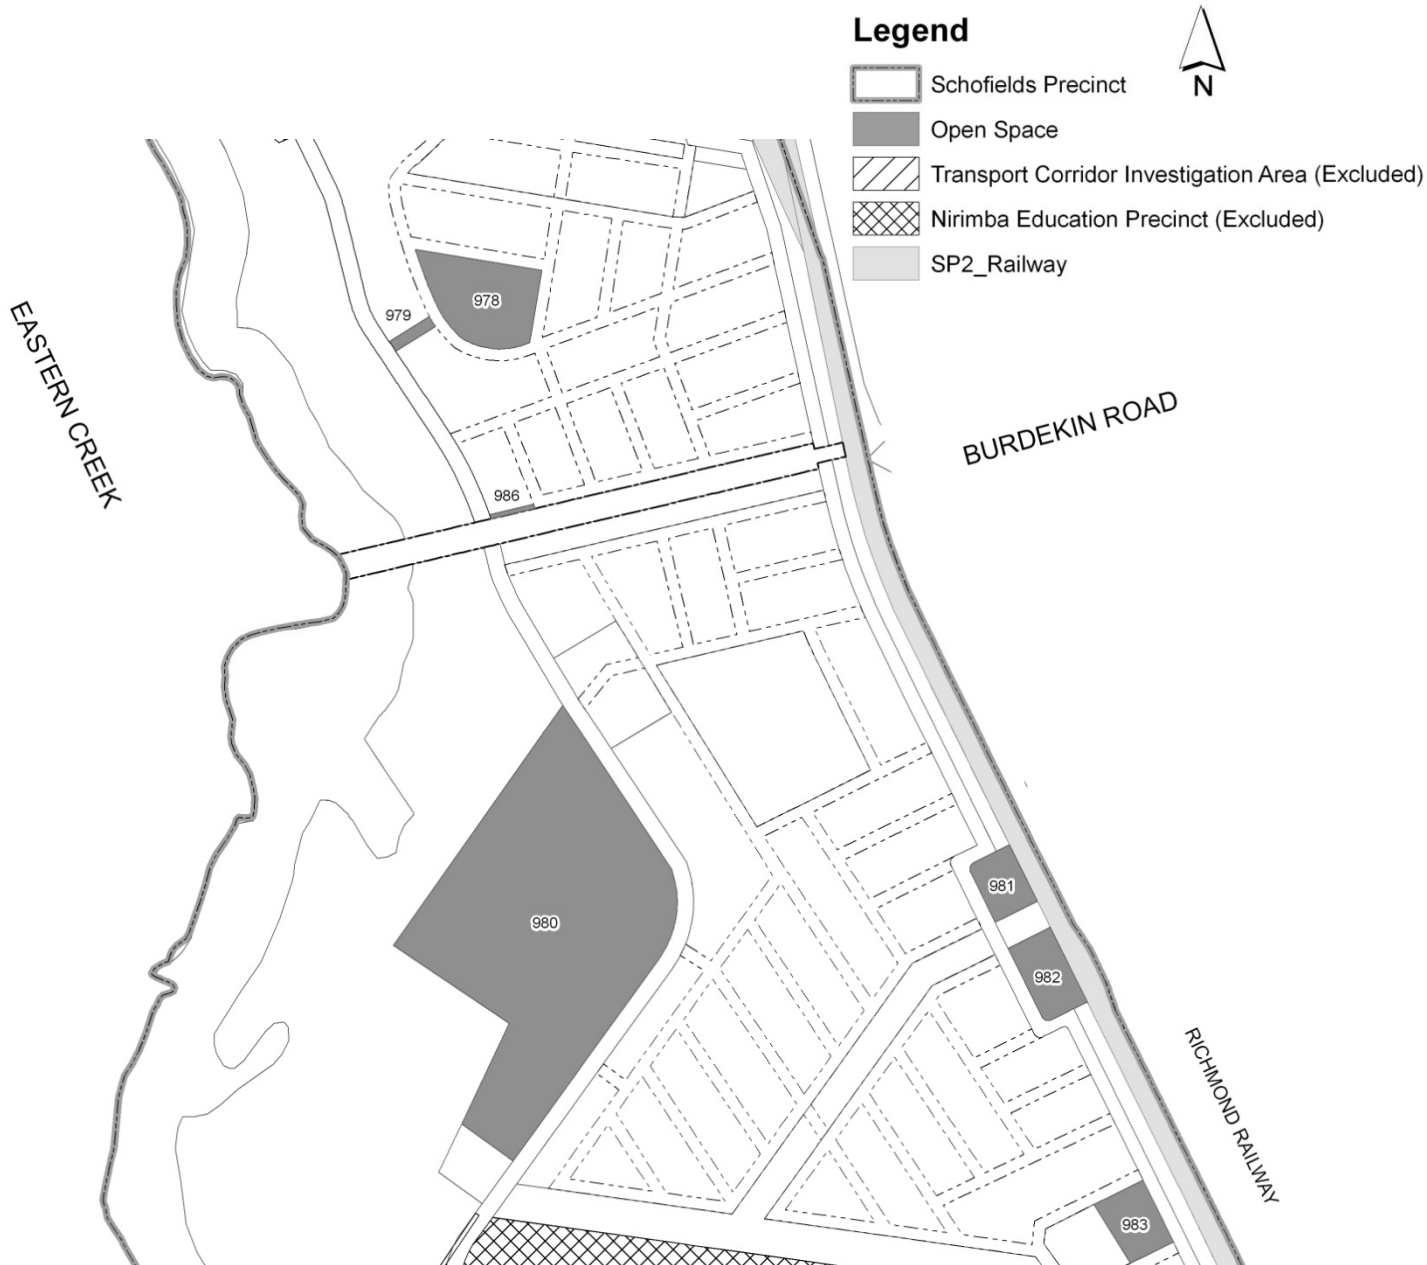 Legend
N
Schofields Precinct
Open Space
Transport Corridor Investigation Area (Excluded)
Nirimba Education Precinct (Excluded)
SP2_Railway
978
979
EASTERN CREEK
BURDEKIN ROAD
986
981
980
982
RICHMOND RAILWAY
983